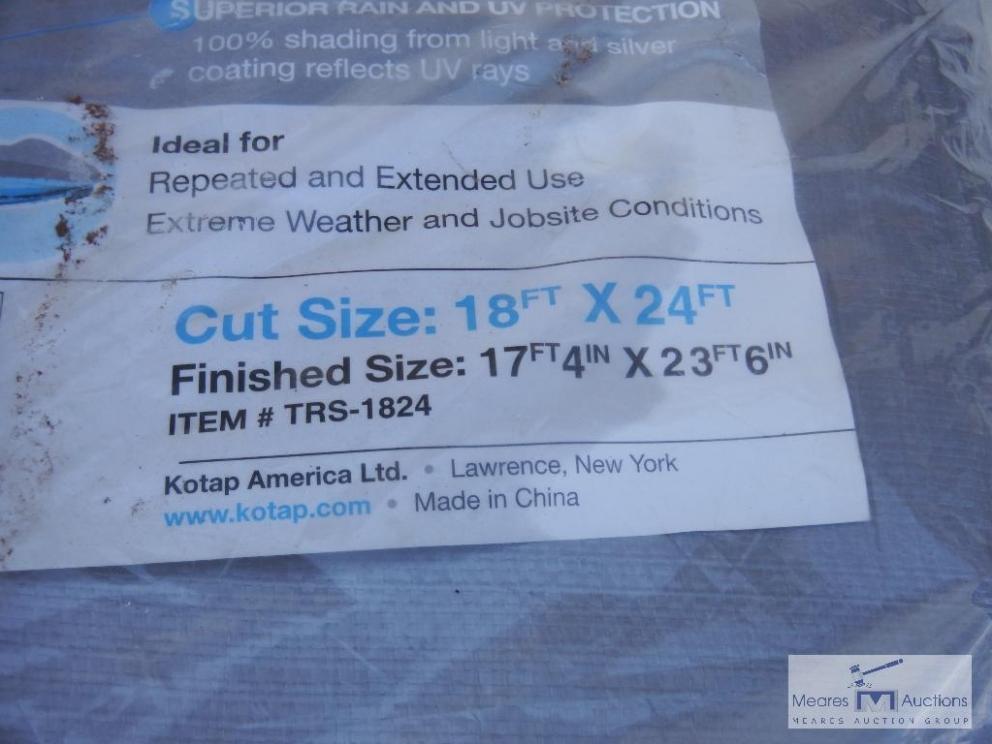 SUPERIOR RAIN AND UV PROTECTION
100% shading from light and silver
coating reflects UV rays
Ideal for
Repeated and Extended Use
Extreme Weather and Jobsite Conditions
Cut Size: 18FT X 24FT
Finished Size: 17FT4IN X 23FT6IN
ITEM # TRS-1824
Kotap America Ltd. • Lawrence, New York
www.kotap.com • Made in China
Meares M Auctions
MEARES AUCTION GROUP